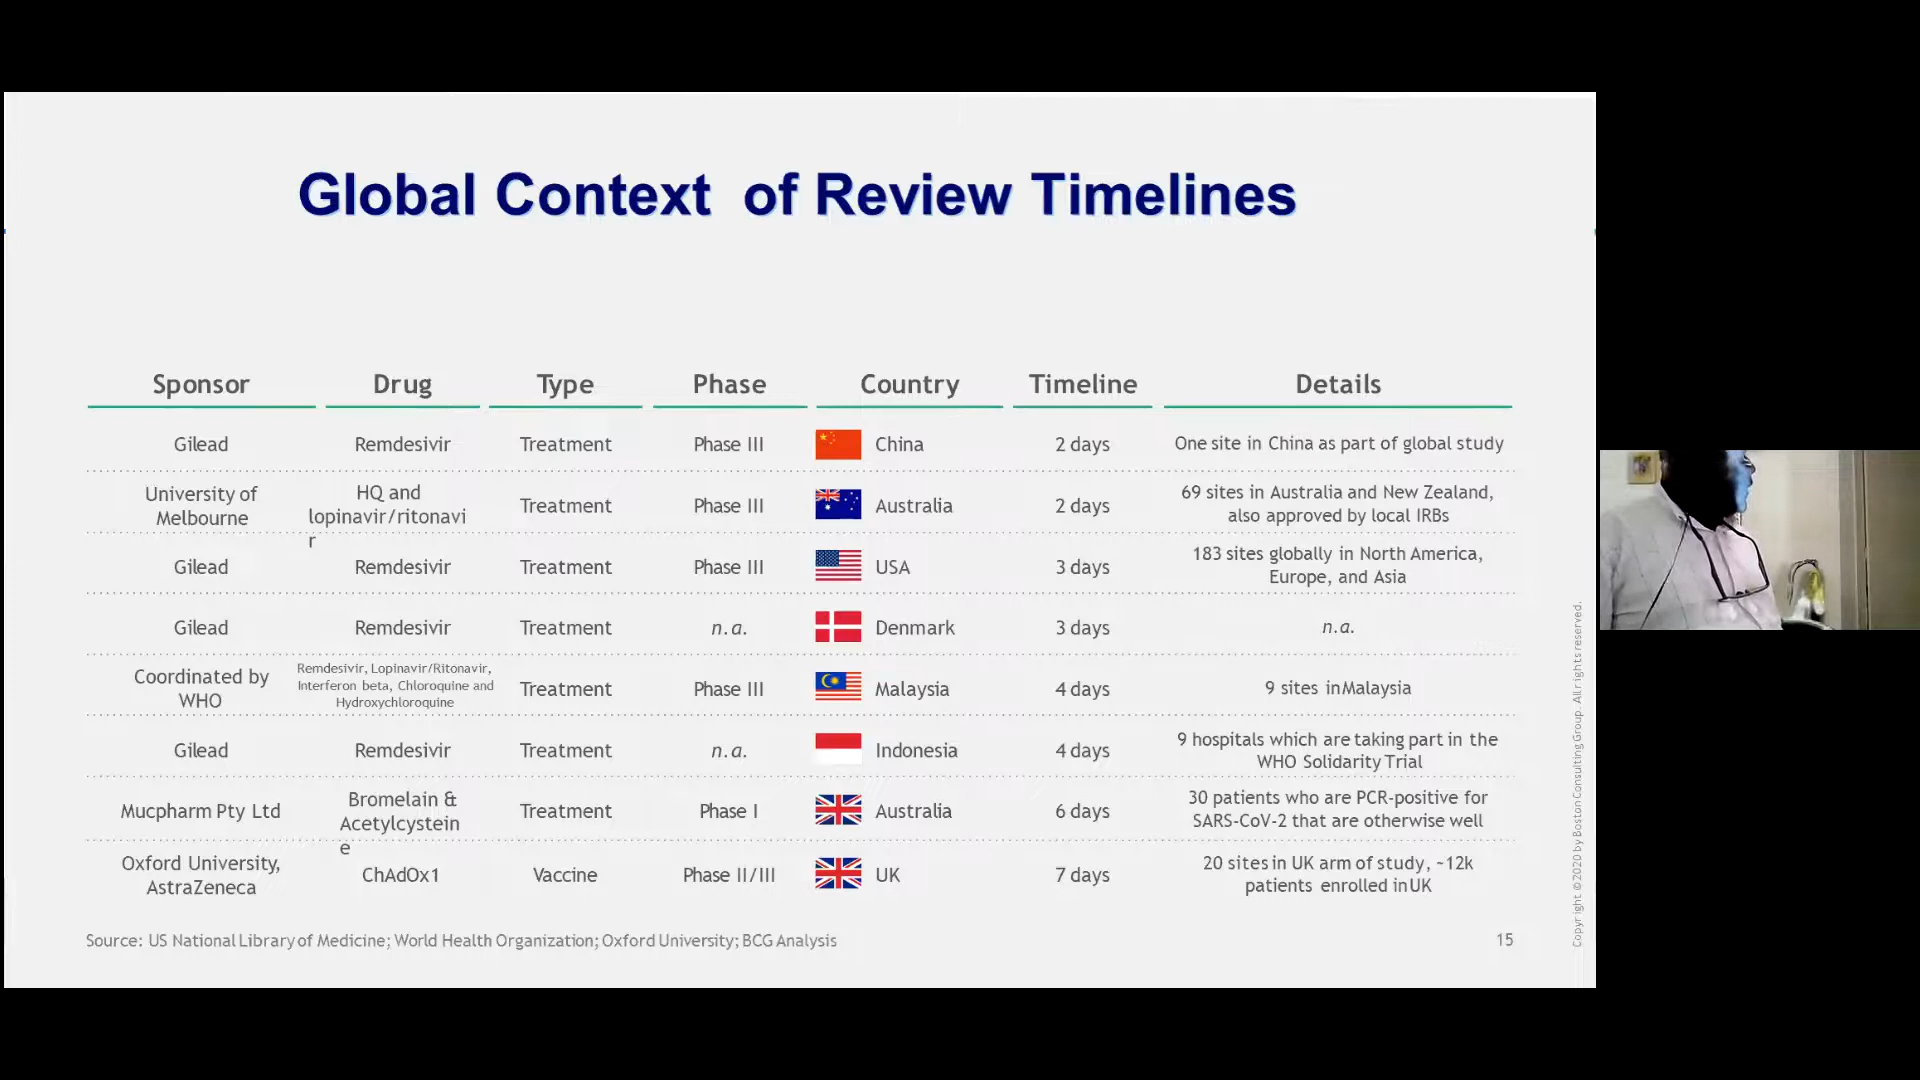 Global Context of Review Timelines
Sponsor Drug Type Phase Country Timeline Details
Gilead Remdesivir Treatment Phase III China 2 days One site in China as part of global study
University of
Melbourne
HQ and
lopinavir/ritonavi
r
Treatment Phase III Australia 2 days
69 sites in Australia and New Zealand,
also approved by local IRBs
Gilead Remdesivir Treatment Phase III USA 3 days
183 sites globally in North America,
Europe, and Asia
Gilead Remdesivir Treatment n.a. Denmark 3 days n.a.
Coordinated by
WHO
Remdesivir, Lopinavir/Ritonavir,
Interferon beta, Chloroquine and
Hydroxychloroquine
Treatment Phase III Malaysia 4 days 9 sites inMalaysia
Gilead Remdesivir Treatment n.a. Indonesia 4 days
9 hospitals which are taking part in the
WHO Solidarity Trial
Mucpharm Pty Ltd
Bromelain &
Acetylcystein
e
Treatment Phase I Australia 6 days
30 patients who are PCR-positive for
SARS-CoV-2 that are otherwise well
Oxford University,
AstraZeneca
ChAdOx1 Vaccine Phase II/III UK 7 days
20 sites in UK arm of study, ~12k
patients enrolled inUK
Source: US National Library of Medicine; World Health Organization; Oxford University; BCG Analysis
15
Copyright © 2020 by Boston Consulting Group. All rights reserved.